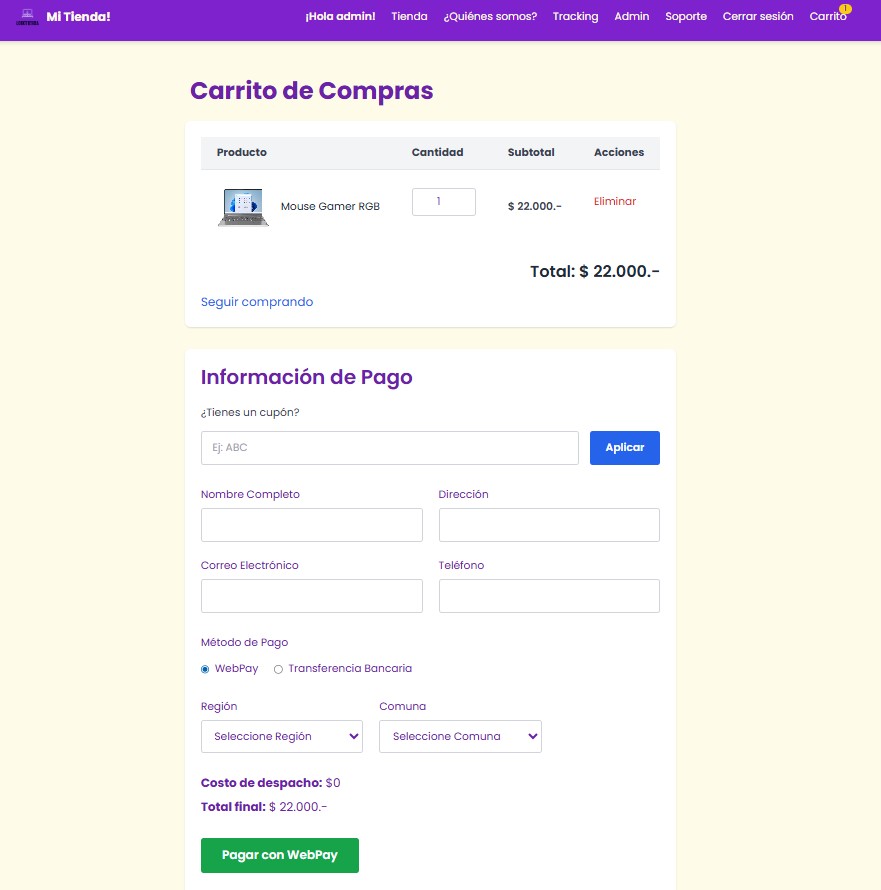 Mi Tienda!
¡Hola admin! Tienda ¿Quiénes somos? Tracking Admin Soporte Cerrar sesión Carrito 1
Carrito de Compras
Producto Cantidad Subtotal Acciones
Mouse Gamer RGB 1 $ 22.000.- Eliminar
Total: $ 22.000.-
Seguir comprando
Información de Pago
¿Tienes un cupón?
Ej: ABC Aplicar
Nombre Completo Dirección
Correo Electrónico Teléfono
Método de Pago
WebPay Transferencia Bancaria
Región Comuna
Seleccione Región Seleccione Comuna
Costo de despacho: $0
Total final: $ 22.000.-
Pagar con WebPay